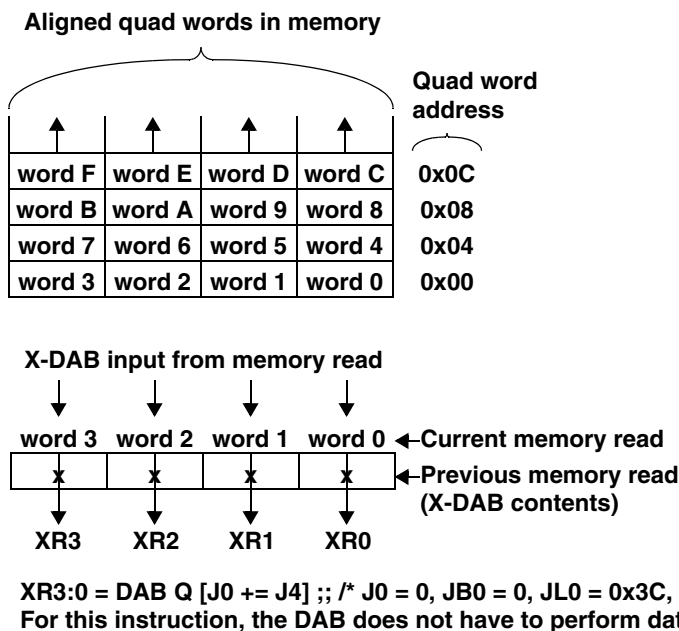 Aligned quad words in memory
Quad word
address
word F word E word D word C 0x0C
word B word A word 9 word 8 0x08
word 7 word 6 word 5 word 4 0x04
word 3 word 2 word 1 word 0 0x00
X-DAB input from memory read
word 3 word 2 word 1 word 0 Current memory read
x x x x Previous memory read
(X-DAB contents)
XR3 XR2 XR1 XR0
XR3:0 = DAB Q [J0 += J4] ;; /* J0 = 0, JB0 = 0, JL0 = 0x3C,
For this instruction, the DAB does not have to perform dat